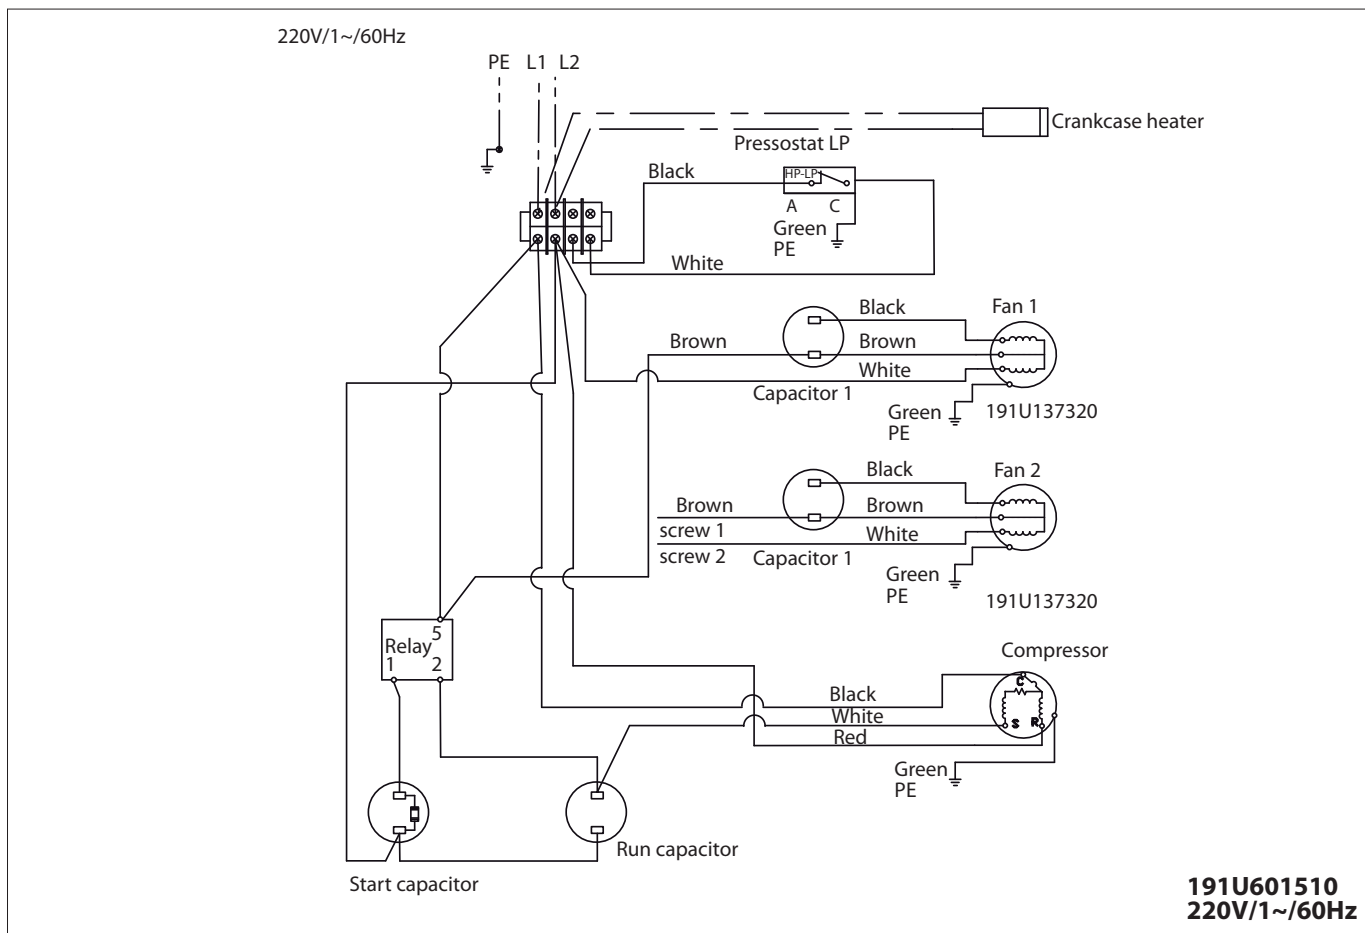 220V/1~/60Hz
PE L1 L2
Crankcase heater
Pressostat LP
Black
HP-LP
A C
Green
PE
White
Black
Fan 1
Brown
Brown
White
Capacitor 1
Green
PE
191U137320
Black
Fan 2
Brown
Brown
screw 1
White
screw 2
Capacitor 1
Green
PE
191U137320
Relay
5
1 2
Compressor
C
S R
Black
White
Red
Green
PE
Run capacitor
Start capacitor
191U601510
220V/1~/60Hz